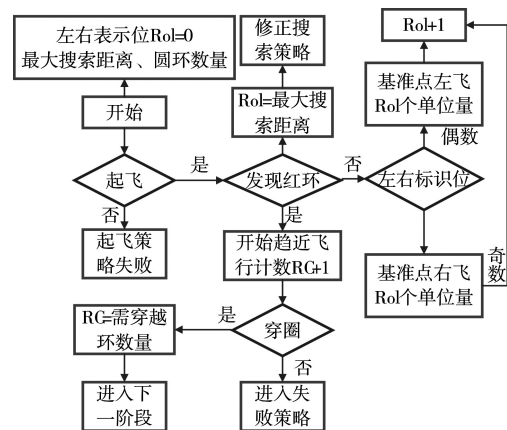 左右表示位Rol=0
最大搜索距离、圆环数量
修正搜
索策略
Rol+1
开始
Rol=最大搜
索距离
基准点左飞
Rol个单位量
偶数
起飞
是
发现红环
否
左右标识位
否
是
起飞策
略失败
开始趋近飞
行计数RG+1
基准点右飞
Rol个单位量
奇
数
RG=需穿越
环数量
是
穿圈
否
进入下
一阶段
进入失
败策略